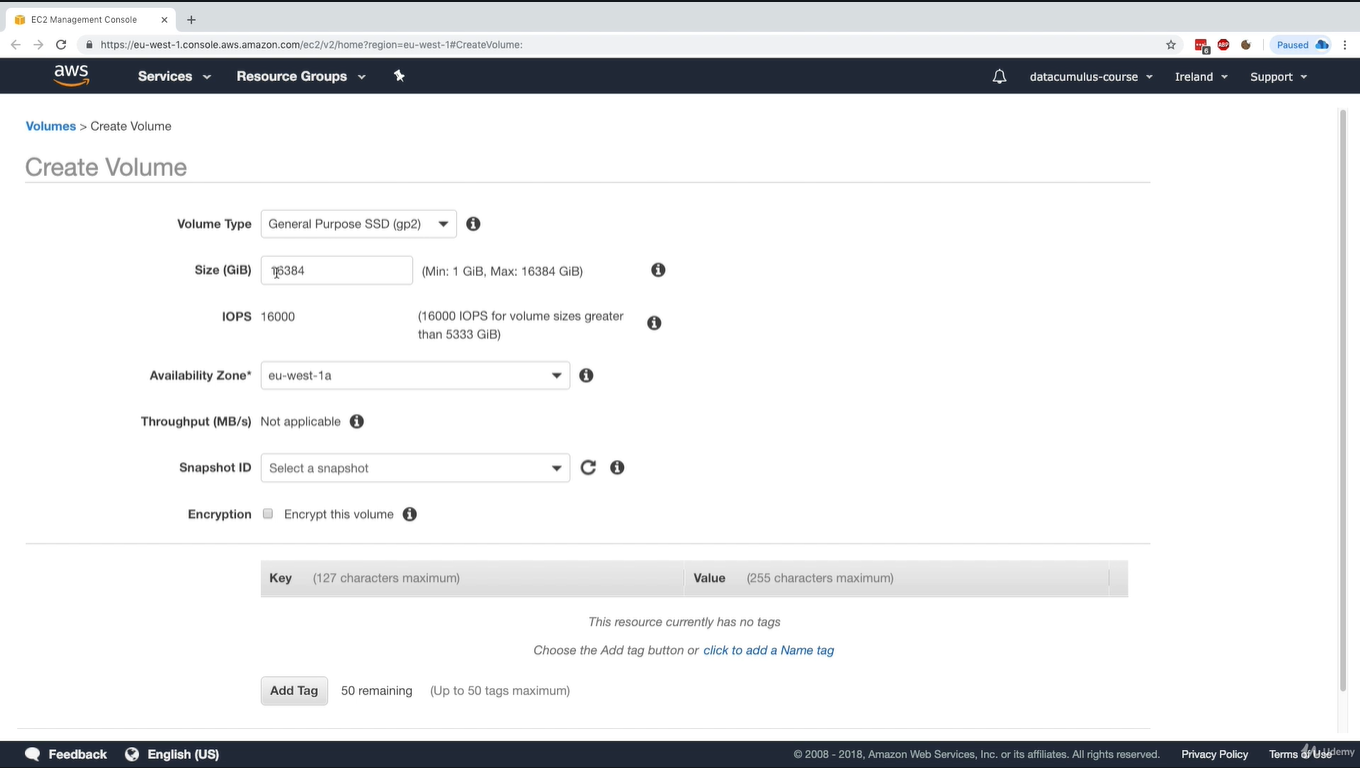 EC2 Management Console
https://eu-west-1.console.aws.amazon.com/ec2/v2/home?region=eu-west-1#CreateVolume:
6
ABP
Paused
aws
Services
Resource Groups
datacumulus-course
Ireland
Support
Volumes > Create Volume
Create Volume
Volume Type
General Purpose SSD (gp2)
Size (GiB)
16384
(Min: 1 GiB, Max: 16384 GiB)
IOPS
16000
(16000 IOPS for volume sizes greater
than 5333 GiB)
Availability Zone*
eu-west-1a
Throughput (MB/s)
Not applicable
Snapshot ID
Select a snapshot
Encryption
Encrypt this volume
Key (127 characters maximum)
Value (255 characters maximum)
This resource currently has no tags
Choose the Add tag button or click to add a Name tag
Add Tag
50 remaining
(Up to 50 tags maximum)
Feedback
English (US)
© 2008 - 2018, Amazon Web Services, Inc. or its affiliates. All rights reserved.
Privacy Policy
Terms of Use
Udemy